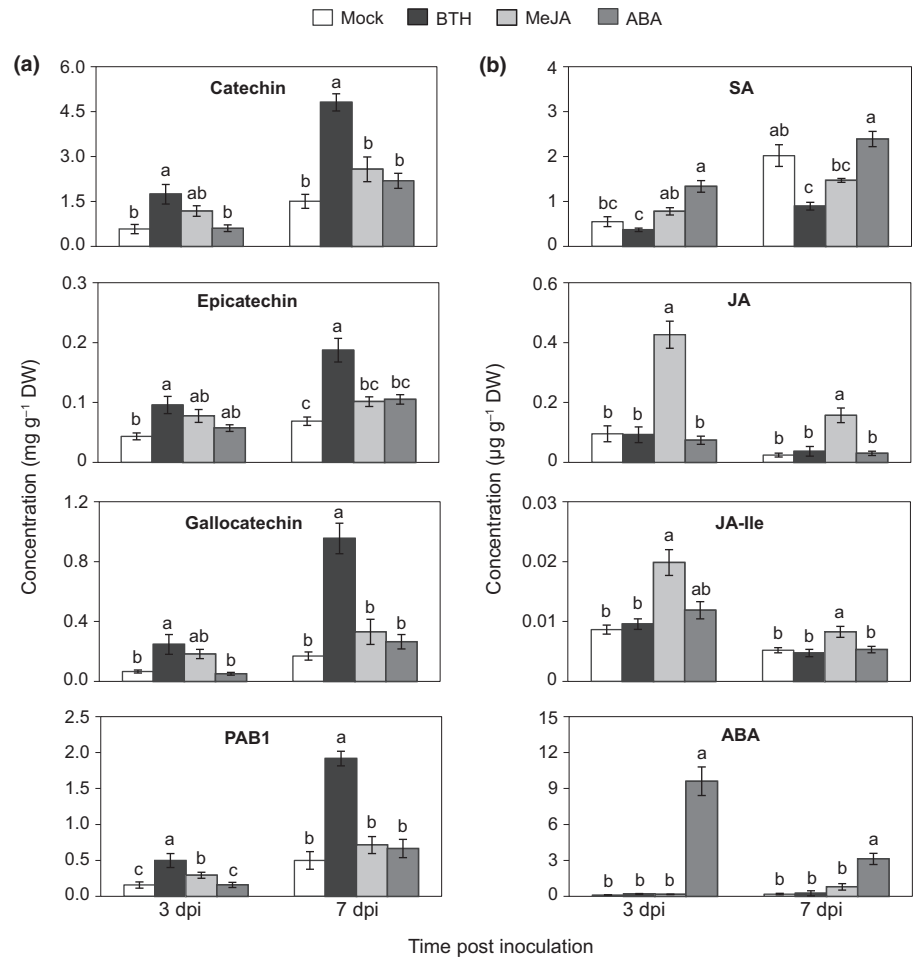 Mock BTH MeJA ABA
(a)
Catechin
6.0
4.5
3.0
1.5
0.0
b a ab b
b a b b
Epicatechin
0.3
0.2
0.1
0
b a ab ab
c a bc bc
Gallocatechin
1.2
0.8
0.4
0.0
b a ab b
b a b b
PAB1
2.5
2.0
1.5
1.0
0.5
0.0
c a b c
b a b b
3 dpi 7 dpi
Concentration (mg g⁻¹ DW)
(b)
SA
4
3
2
1
0
bc c ab a
ab c bc a
JA
0.6
0.4
0.2
0
b b a b
b b a b
JA-Ile
0.03
0.02
0.01
0
b b a ab
b b a b
ABA
15
12
9
6
3
0
b b b a
b b b a
3 dpi 7 dpi
Concentration (µg g⁻¹ DW)
Time post inoculation